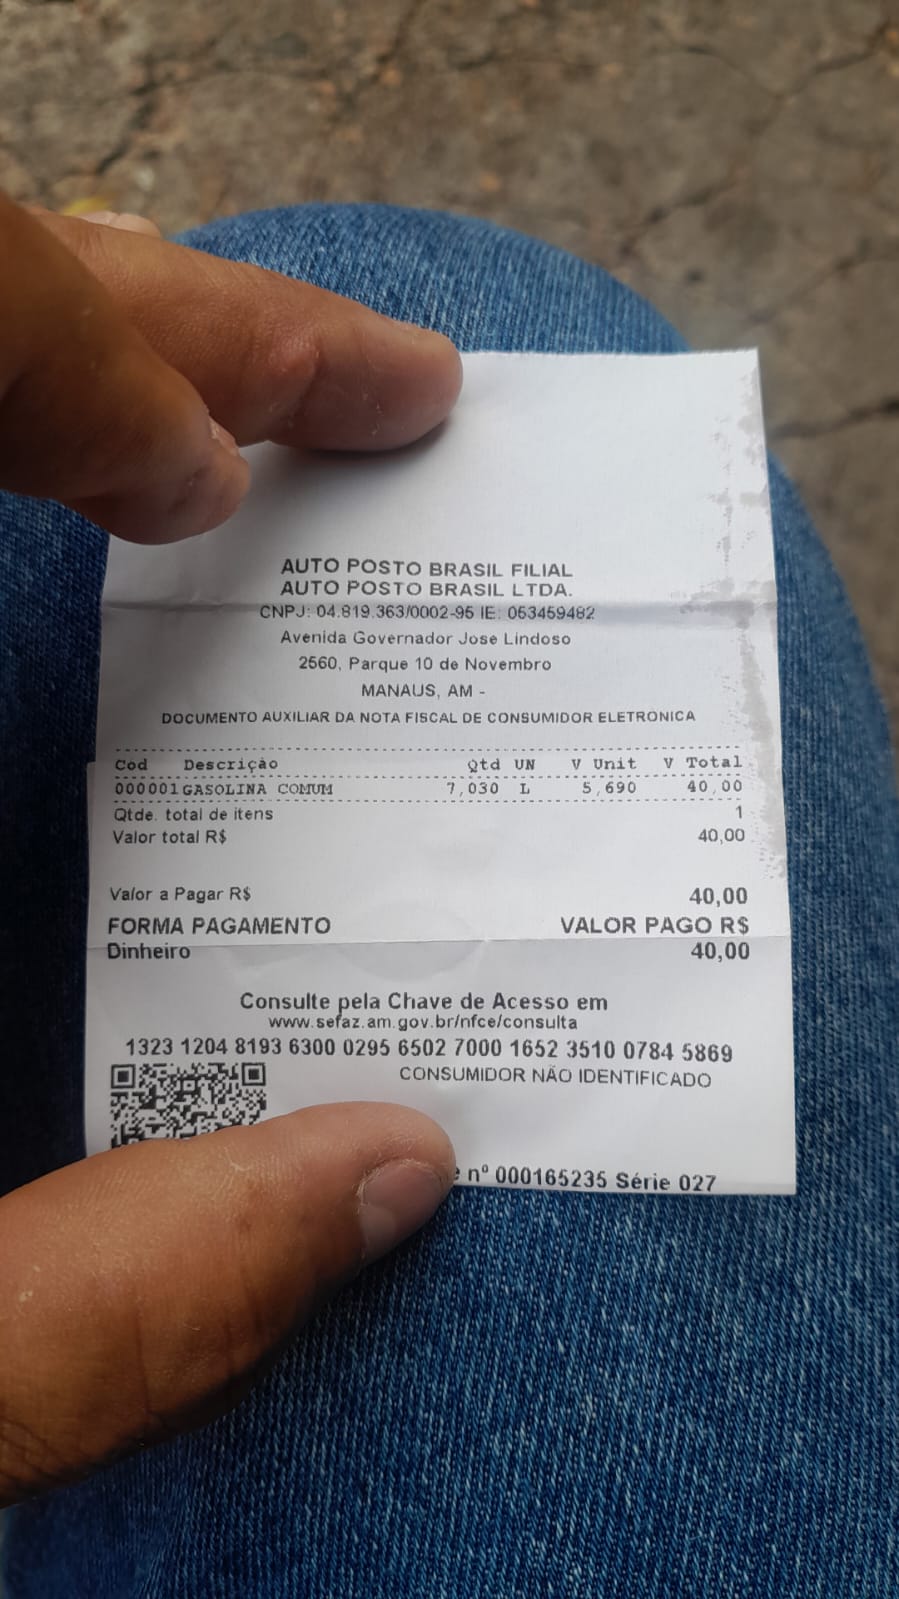 AUTO POSTO BRASIL FILIAL
AUTO POSTO BRASIL LTDA.
CNPJ: 04.819.363/0002-95 IE: 053459482
Avenida Governador Jose Lindoso
2560, Parque 10 de Novembro
MANAUS, AM -
DOCUMENTO AUXILIAR DA NOTA FISCAL DE CONSUMIDOR ELETRONICA
Cod Descrição Qtd UN V Unit V Total
000001 GASOLINA COMUM 7,030 L 5,690 40,00
Qtde. total de itens 1
Valor total R$ 40,00
Valor a Pagar R$ 40,00
FORMA PAGAMENTO VALOR PAGO R$
Dinheiro 40,00
Consulte pela Chave de Acesso em
www.sefaz.am.gov.br/nfce/consulta
1323 1204 8193 6300 0295 6502 7000 1652 3510 0784 5869
CONSUMIDOR NÃO IDENTIFICADO
nº 000165235 Série 027